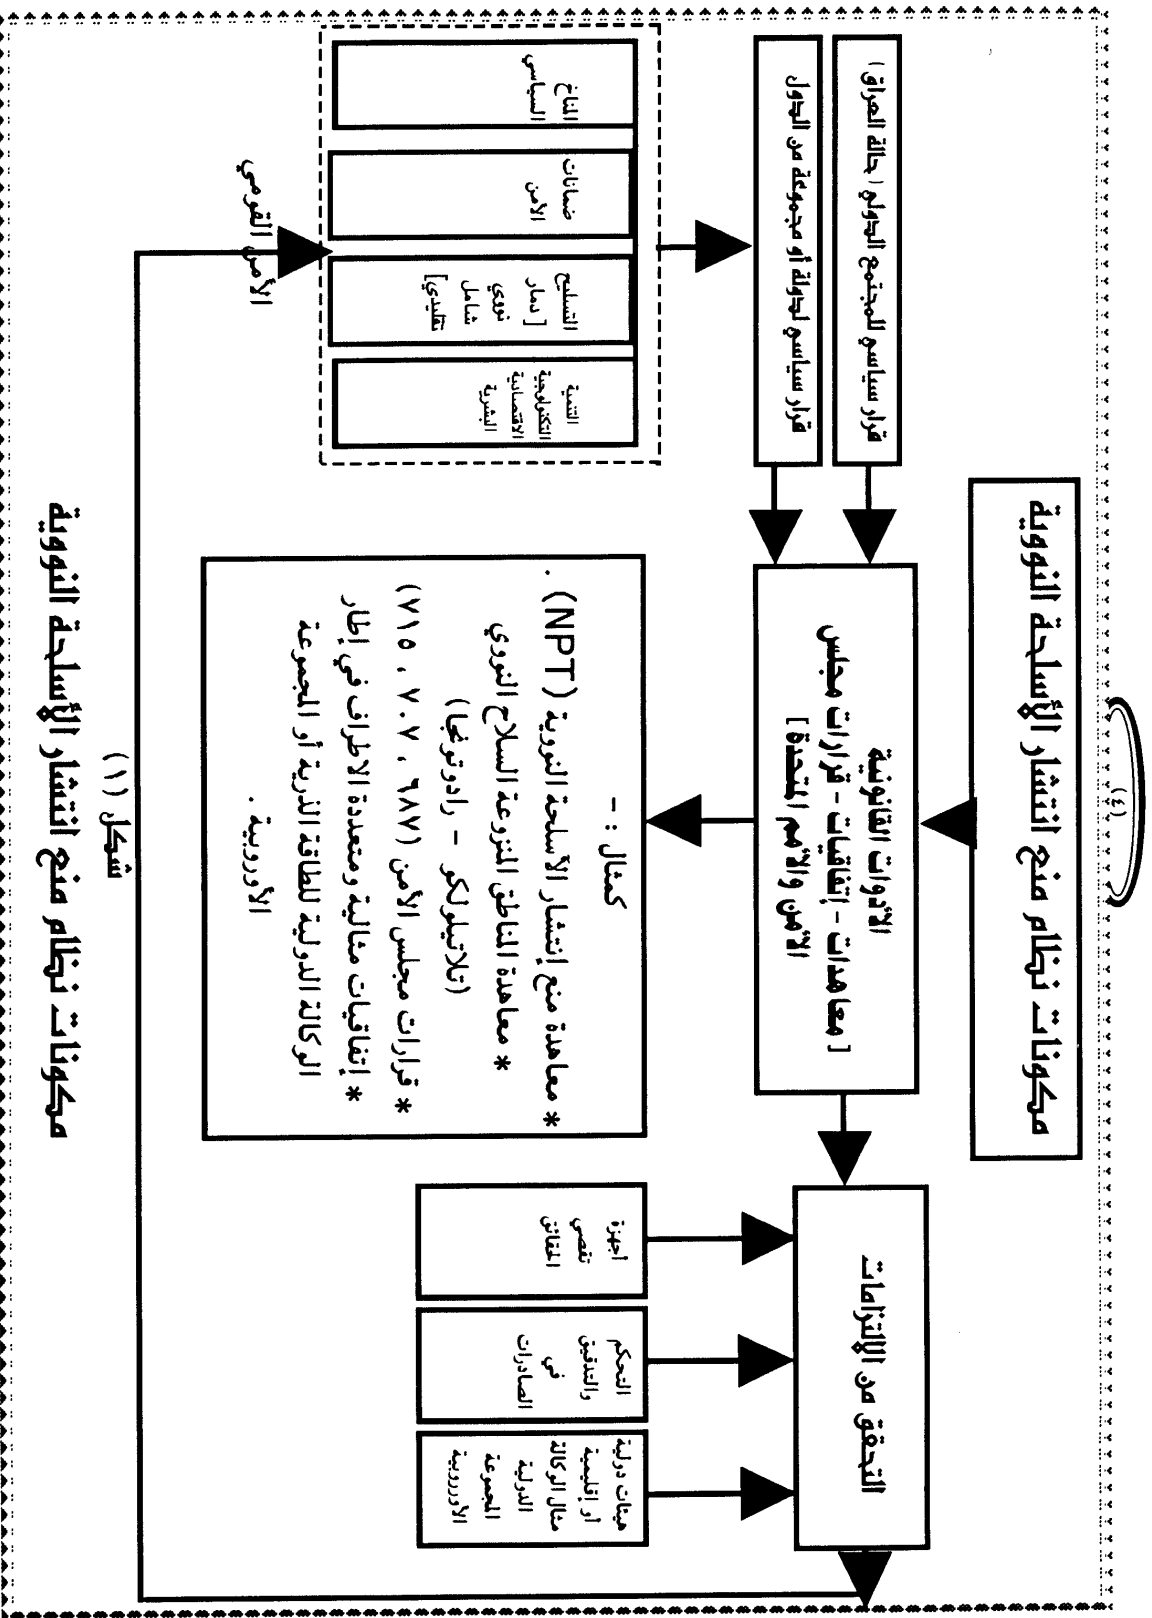 (٤)
مكونات نظام منع انتشار الأسلحة النووية
قرار سياسي للمجتمع الدولي ( حالة العراق )
قرار سياسي لدولة أو مجموعة من الدول
الأدوات القانونية
[ معاهدات - إتفاقيات - قرارات مجلس
الأمن والأمم المتحدة ]
التحقق من الإلتزامات
المناخ
السياسي
ضمانات
الأمن
التسليح
[ دمار
نووي
شامل
تقليدي]
التنمية
التكنولوجية
الاقتصادية
البشرية
الأمن القومي
كمثال : -
* معاهدة منع إنتشار الأسلحة النووية (NPT) .
* معاهدة المناطق المنزوعة السلاح النووي
(تلاتيلولكو - رادوتونجا)
* قرارات مجلس الأمن (٦٨٧ ، ٧٠٧ ، ٧١٥)
* إتفاقيات مثالية ومتعددة الاطراف في إطار
الوكالة الدولية للطاقة الذرية أو المجموعة
الأوروبية .
أجهزة
تقصي
الحقائق
التحكم
والتدقيق
في
الصادرات
هيئات دولية
أو إقليمية
مثال الوكالة
الدولية
المجموعة
الأوروبية
شكل (١)
مكونات نظام منع انتشار الأسلحة النووية